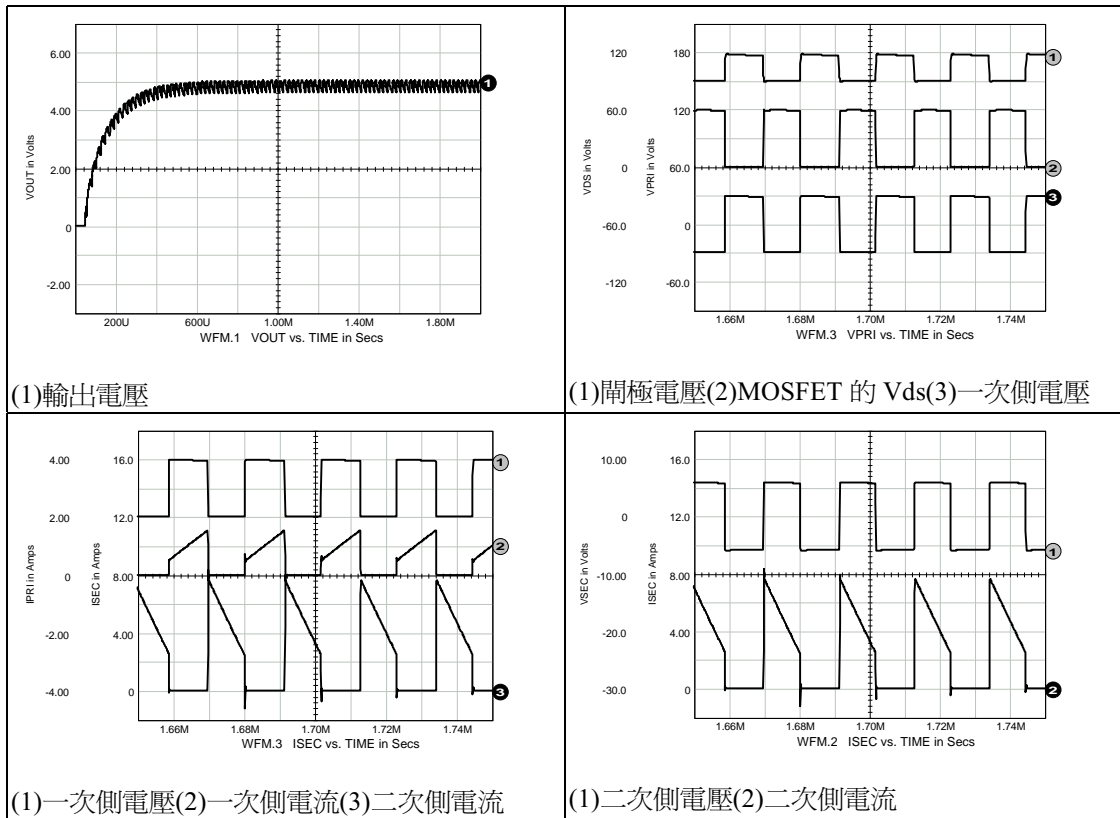 6.00
4.00
2.00
0
-2.00
VOUT in Volts
1
200U 600U 1.00M 1.40M 1.80M
WFM.1 VOUT vs. TIME in Secs
(1)輸出電壓
120 180
60.0 120
0 60.0
-60.0 0
-120 -60.0
VDS in Volts
VPRI in Volts
1
2
3
1.66M 1.68M 1.70M 1.72M 1.74M
WFM.3 VPRI vs. TIME in Secs
(1)閘極電壓(2)MOSFET 的 Vds(3)一次側電壓
4.00 16.0
2.00 12.0
0 8.00
-2.00 4.00
-4.00 0
IPRI in Amps
ISEC in Amps
1
2
3
1.66M 1.68M 1.70M 1.72M 1.74M
WFM.3 ISEC vs. TIME in Secs
(1)一次側電壓(2)一次側電流(3)二次側電流
10.00 16.0
0 12.0
-10.00 8.00
-20.0 4.00
-30.0 0
VSEC in Volts
ISEC in Amps
1
2
1.66M 1.68M 1.70M 1.72M 1.74M
WFM.2 ISEC vs. TIME in Secs
(1)二次側電壓(2)二次側電流